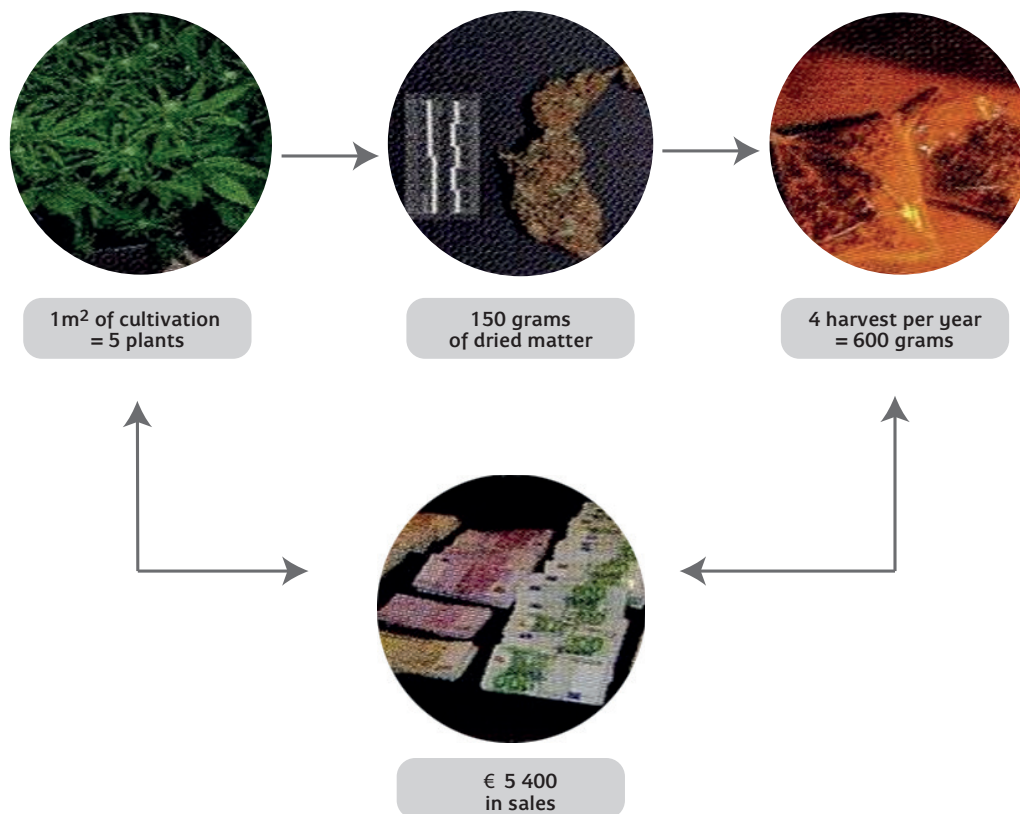 1m² of cultivation
= 5 plants
150 grams
of dried matter
4 harvest per year
= 600 grams
€ 5 400
in sales